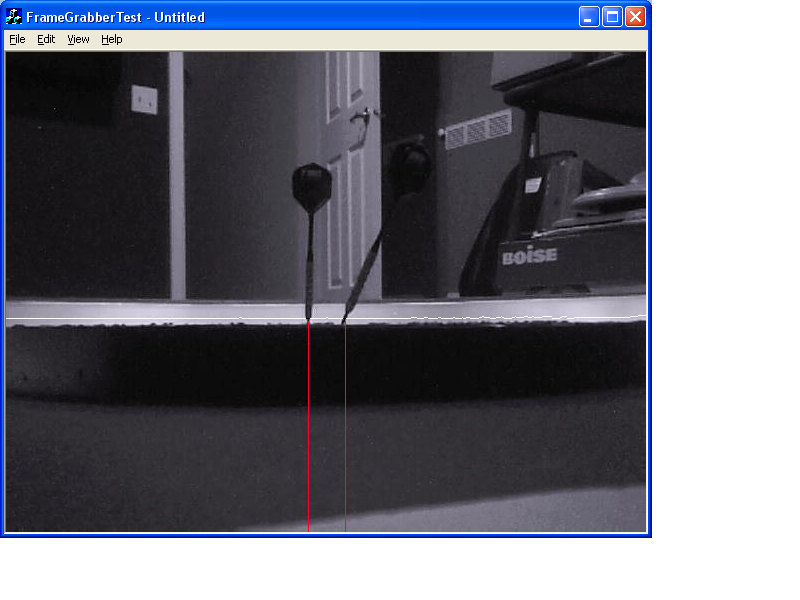 FrameGrabberTest - Untitled
File Edit View Help
BOISE